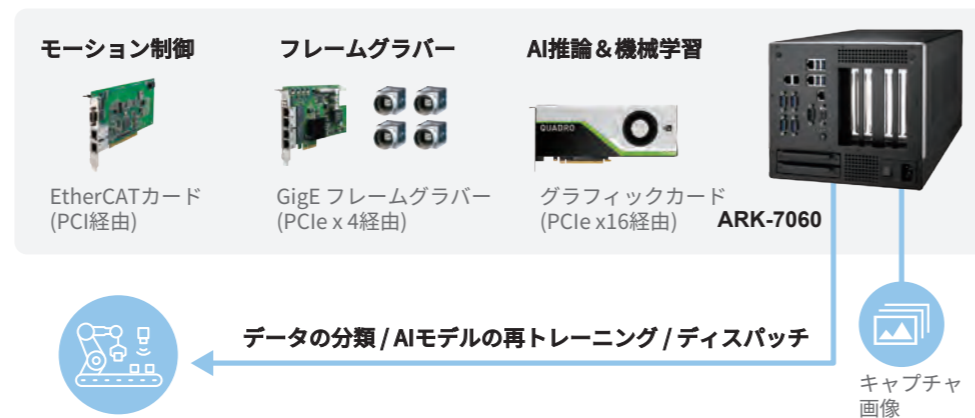 モーション制御
フレームグラバー
AI推論＆機械学習
QUADRO
EtherCATカード
(PCI経由)
GigE フレームグラバー
(PCIe x 4経由)
グラフィックカード
(PCIe x16経由)
ARK-7060
データの分類 / AIモデルの再トレーニング / ディスパッチ
キャプチャ
画像